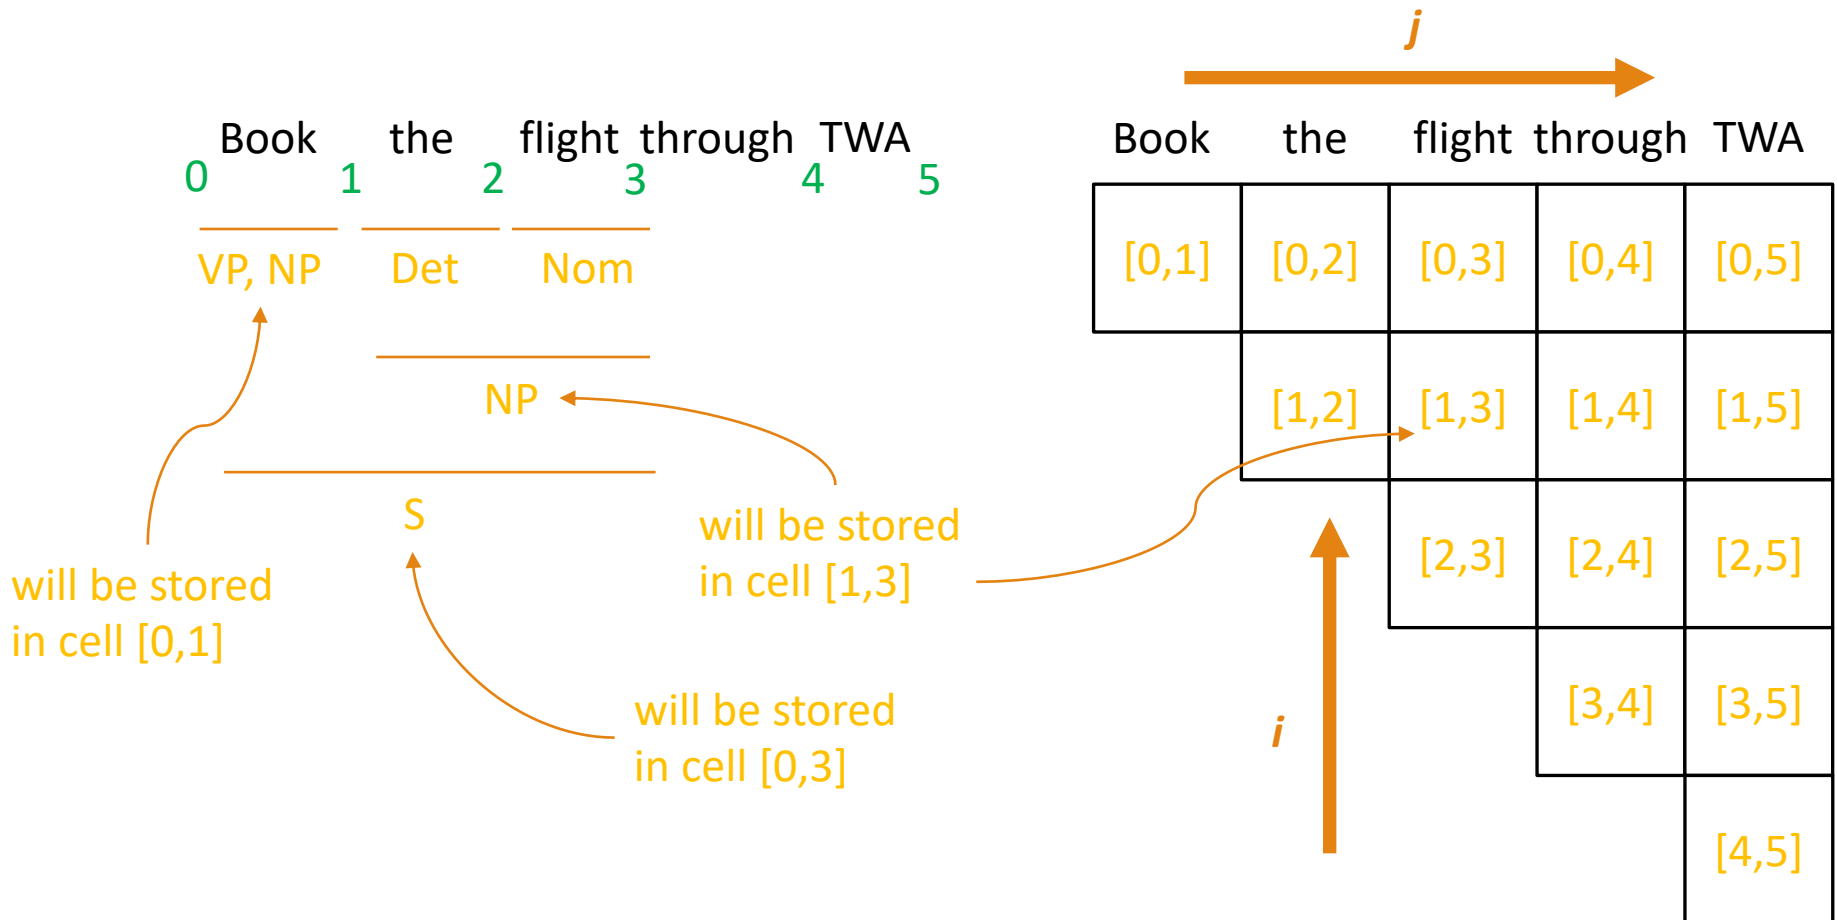 j
Book the flight through TWA
0 1 2 3 4 5
VP, NP Det Nom
NP
S
will be stored
in cell [0,1]
will be stored
in cell [1,3]
will be stored
in cell [0,3]
Book the flight through TWA
[0,1] [0,2] [0,3] [0,4] [0,5]
[1,2] [1,3] [1,4] [1,5]
[2,3] [2,4] [2,5]
[3,4] [3,5]
[4,5]
i